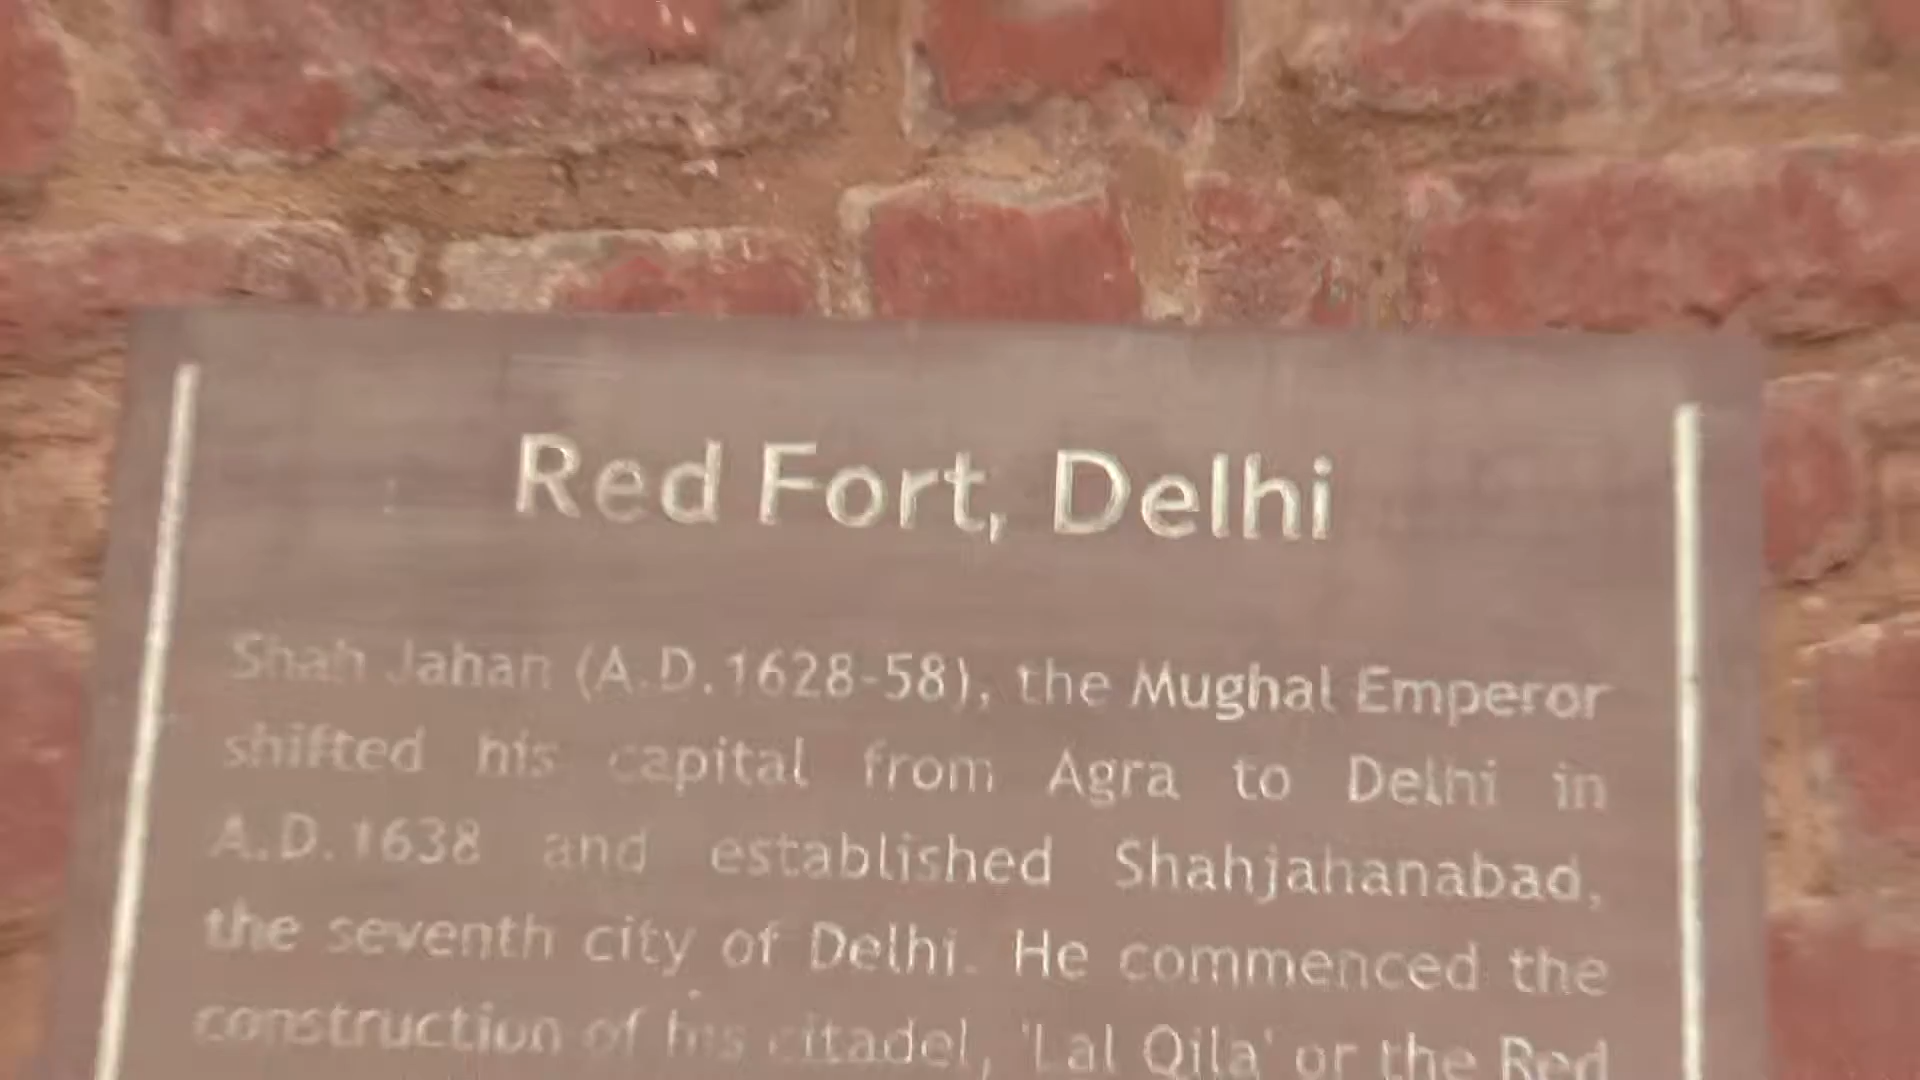 Red Fort, Delhi
Shah Jahan (A.D.1628-58), the Mughal Emperor
shifted his capital from Agra to Delhi in
A.D.1638 and established Shahjahanabad,
the seventh city of Delhi. He commenced the
construction of his citadel, 'Lal Qila' or the Red